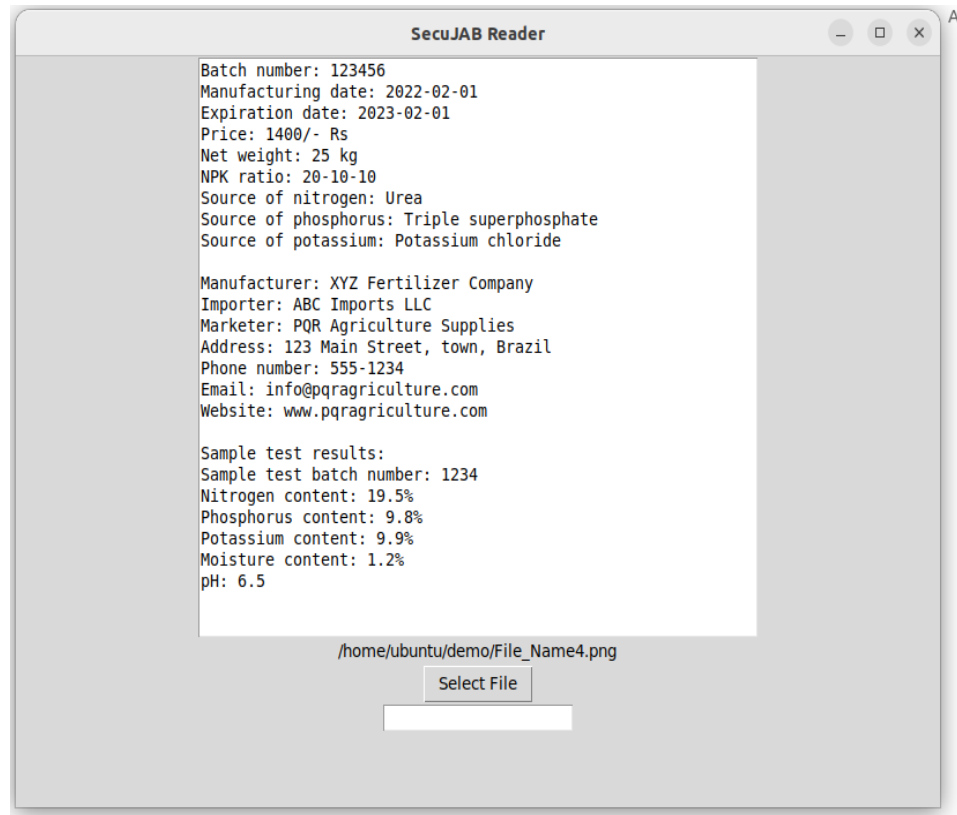 SecuJAB Reader
A
Batch number: 123456
Manufacturing date: 2022-02-01
Expiration date: 2023-02-01
Price: 1400/- Rs
Net weight: 25 kg
NPK ratio: 20-10-10
Source of nitrogen: Urea
Source of phosphorus: Triple superphosphate
Source of potassium: Potassium chloride
Manufacturer: XYZ Fertilizer Company
Importer: ABC Imports LLC
Marketer: PQR Agriculture Supplies
Address: 123 Main Street, town, Brazil
Phone number: 555-1234
Email: info@pqragriculture.com
Website: www.pqragriculture.com
Sample test results:
Sample test batch number: 1234
Nitrogen content: 19.5%
Phosphorus content: 9.8%
Potassium content: 9.9%
Moisture content: 1.2%
pH: 6.5
/home/ubuntu/demo/File_Name4.png
Select File